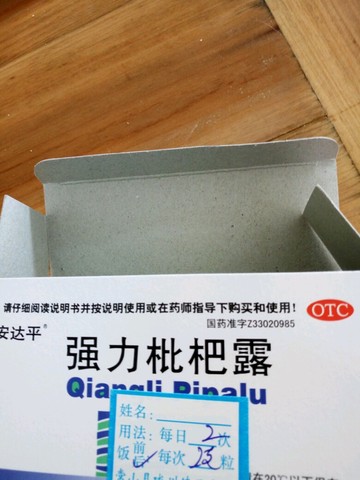 请仔细阅读说明书并按说明使用或在药师指导下购买和使用!
OTC
国药准字Z33020985
安达平®
强力枇杷露
Qiangli Pipalu
姓名:
用法: 每日 2 次
饭前 每次 粒